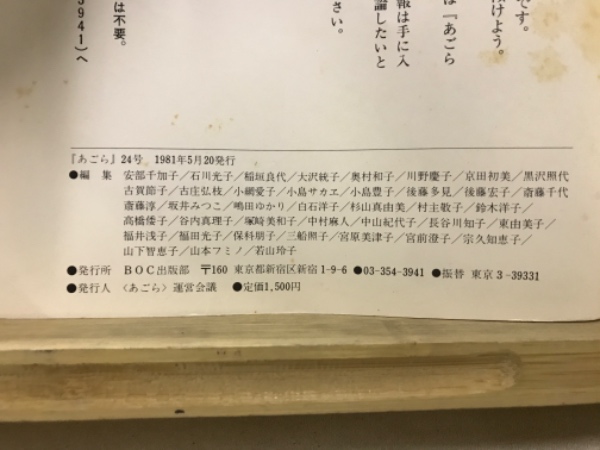 です。
傾けよう。
は『あごら
報は手に入
論したいと
さい。
は不要。
3941)へ
『あごら』24号 1981年5月20発行
●編 集 安部千加子／石川光子／稲垣良代／大沢統子／奥村和子／川野慶子／京田初美／黒沢照代
古賀節子／古庄弘枝／小綱愛子／小島サカエ／小島豊子／後藤多見／後藤宏子／斎藤千代
斎藤淳／坂井みつこ／鳴田ゆかり／白石洋子／杉山真由美／村主敬子／鈴木洋子／
高橋倭子／谷内真理子／塚崎美和子／中村麻人／中山紀代子／長谷川知子／東由美子／
福井浅子／福田光子／保科朋子／三船照子／宮原美津子／宮前澄子／宗久知恵子／
山下智恵子／山本フミノ／若山玲子
●発行所 BOC出版部 〒160 東京都新宿区新宿1-9-6 ●03-354-3941 ●振替 東京3-39331
●発行人 〈あごら〉運営会議 ●定価1,500円